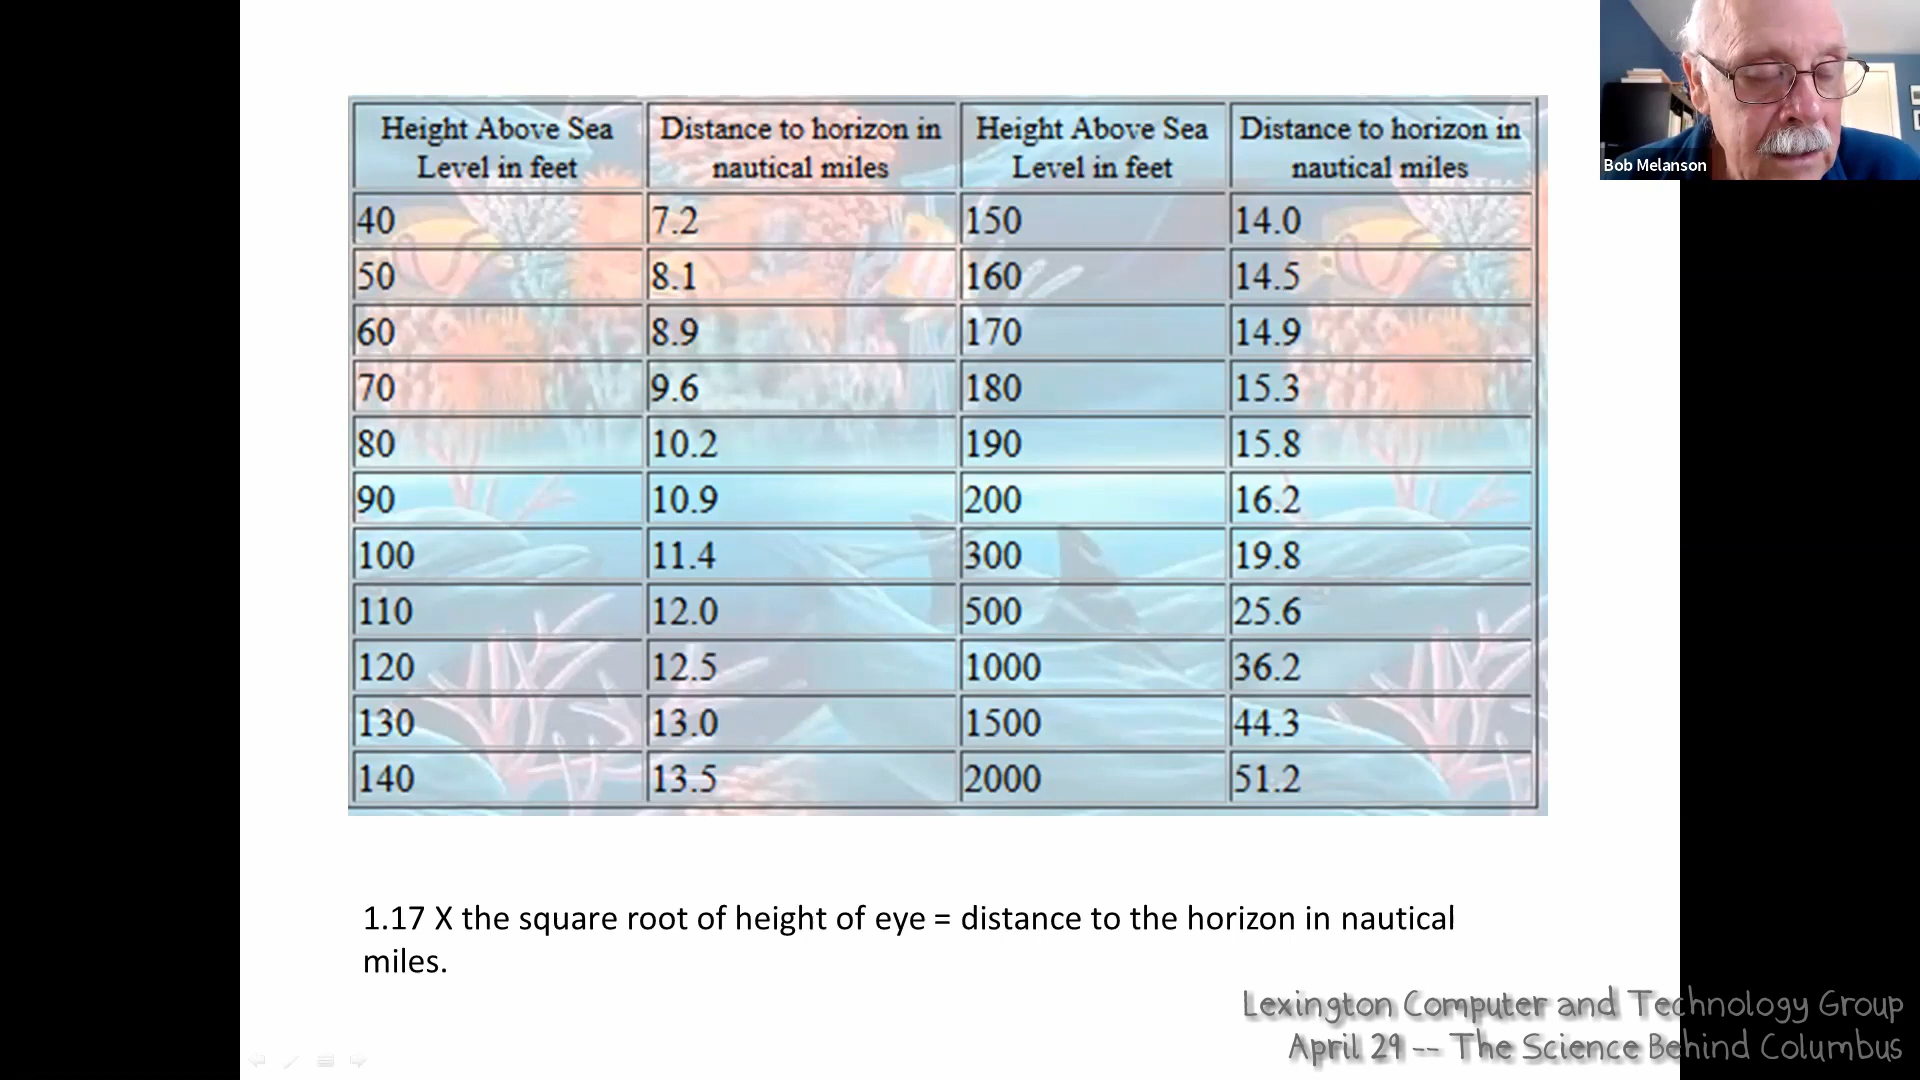 Height Above Sea Level in feet Distance to horizon in nautical miles Height Above Sea Level in feet Distance to horizon in nautical miles
40 7.2 150 14.0
50 8.1 160 14.5
60 8.9 170 14.9
70 9.6 180 15.3
80 10.2 190 15.8
90 10.9 200 16.2
100 11.4 300 19.8
110 12.0 500 25.6
120 12.5 1000 36.2
130 13.0 1500 44.3
140 13.5 2000 51.2
1.17 X the square root of height of eye = distance to the horizon in nautical
miles.
Bob Melanson
Lexington Computer and Technology Group
April 29 -- The Science Behind Columbus